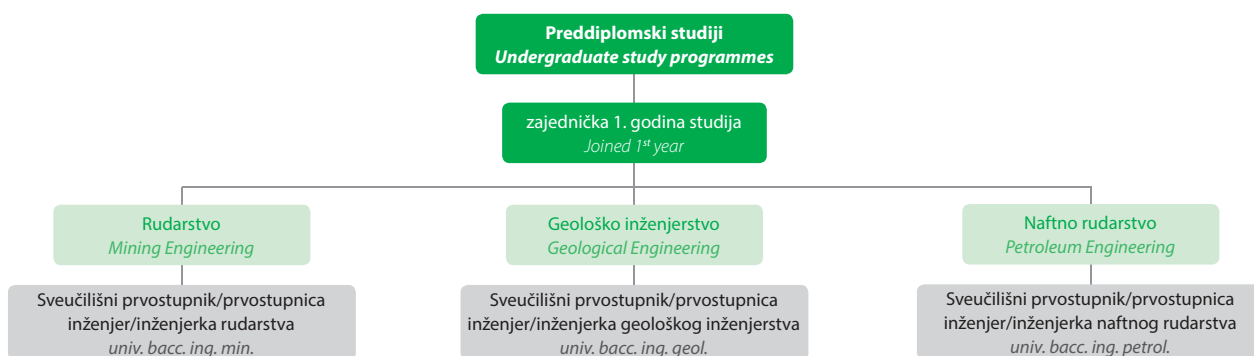 Preddiplomski studiji
Undergraduate study programmes
zajednička 1. godina studija
Joined 1st year
Rudarstvo
Mining Engineering
Geološko inženjerstvo
Geological Engineering
Naftno rudarstvo
Petroleum Engineering
Sveučilišni prvostupnik/prvostupnica
inženjer/inženjerka rudarstva
univ. bacc. ing. min.
Sveučilišni prvostupnik/prvostupnica
inženjer/inženjerka geološkog inženjerstva
univ. bacc. ing. geol.
Sveučilišni prvostupnik/prvostupnica
inženjer/inženjerka naftnog rudarstva
univ. bacc. ing. petrol.